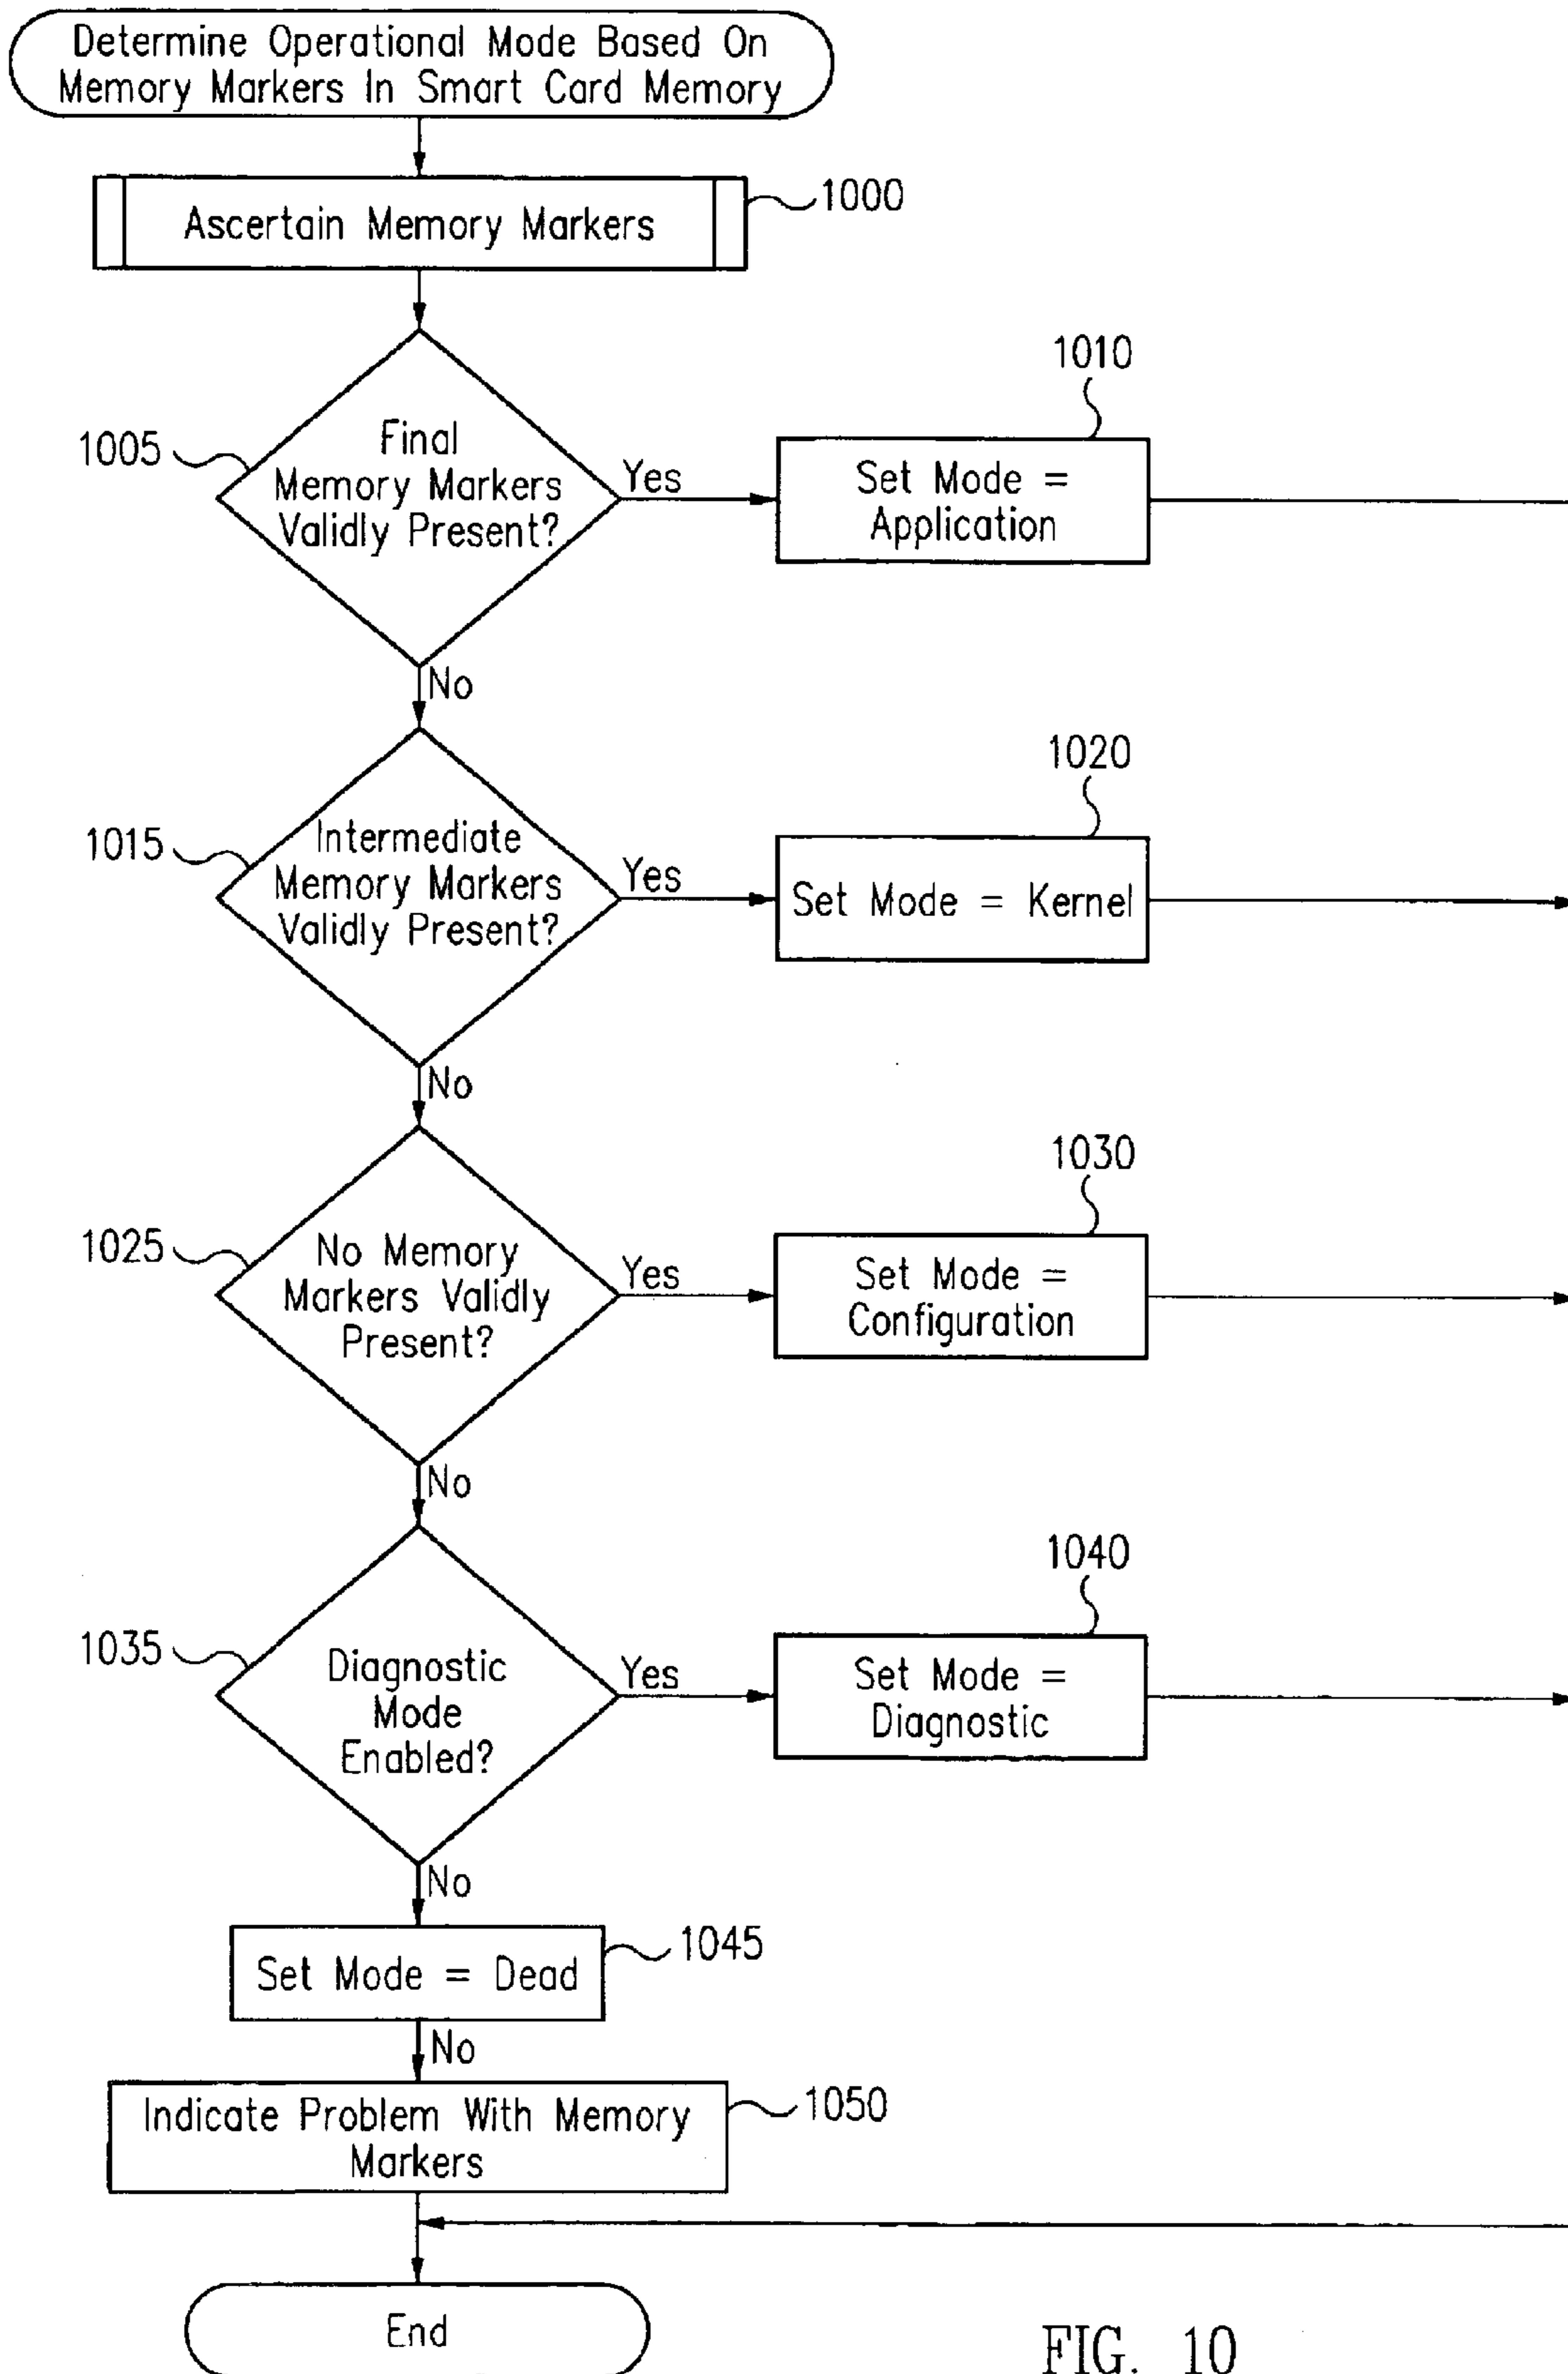 Determine Operational Mode Based On
Memory Markers In Smart Card Memory
Ascertain Memory Markers
1000
1005
Final
Memory Markers
Validly Present?
Yes
1010
Set Mode =
Application
No
1015
Intermediate
Memory Markers
Validly Present?
Yes
1020
Set Mode = Kernel
No
1025
No Memory
Markers Validly
Present?
Yes
1030
Set Mode =
Configuration
No
1035
Diagnostic
Mode
Enabled?
Yes
1040
Set Mode =
Diagnostic
No
Set Mode = Dead
1045
No
Indicate Problem With Memory
Markers
1050
End
FIG. 10